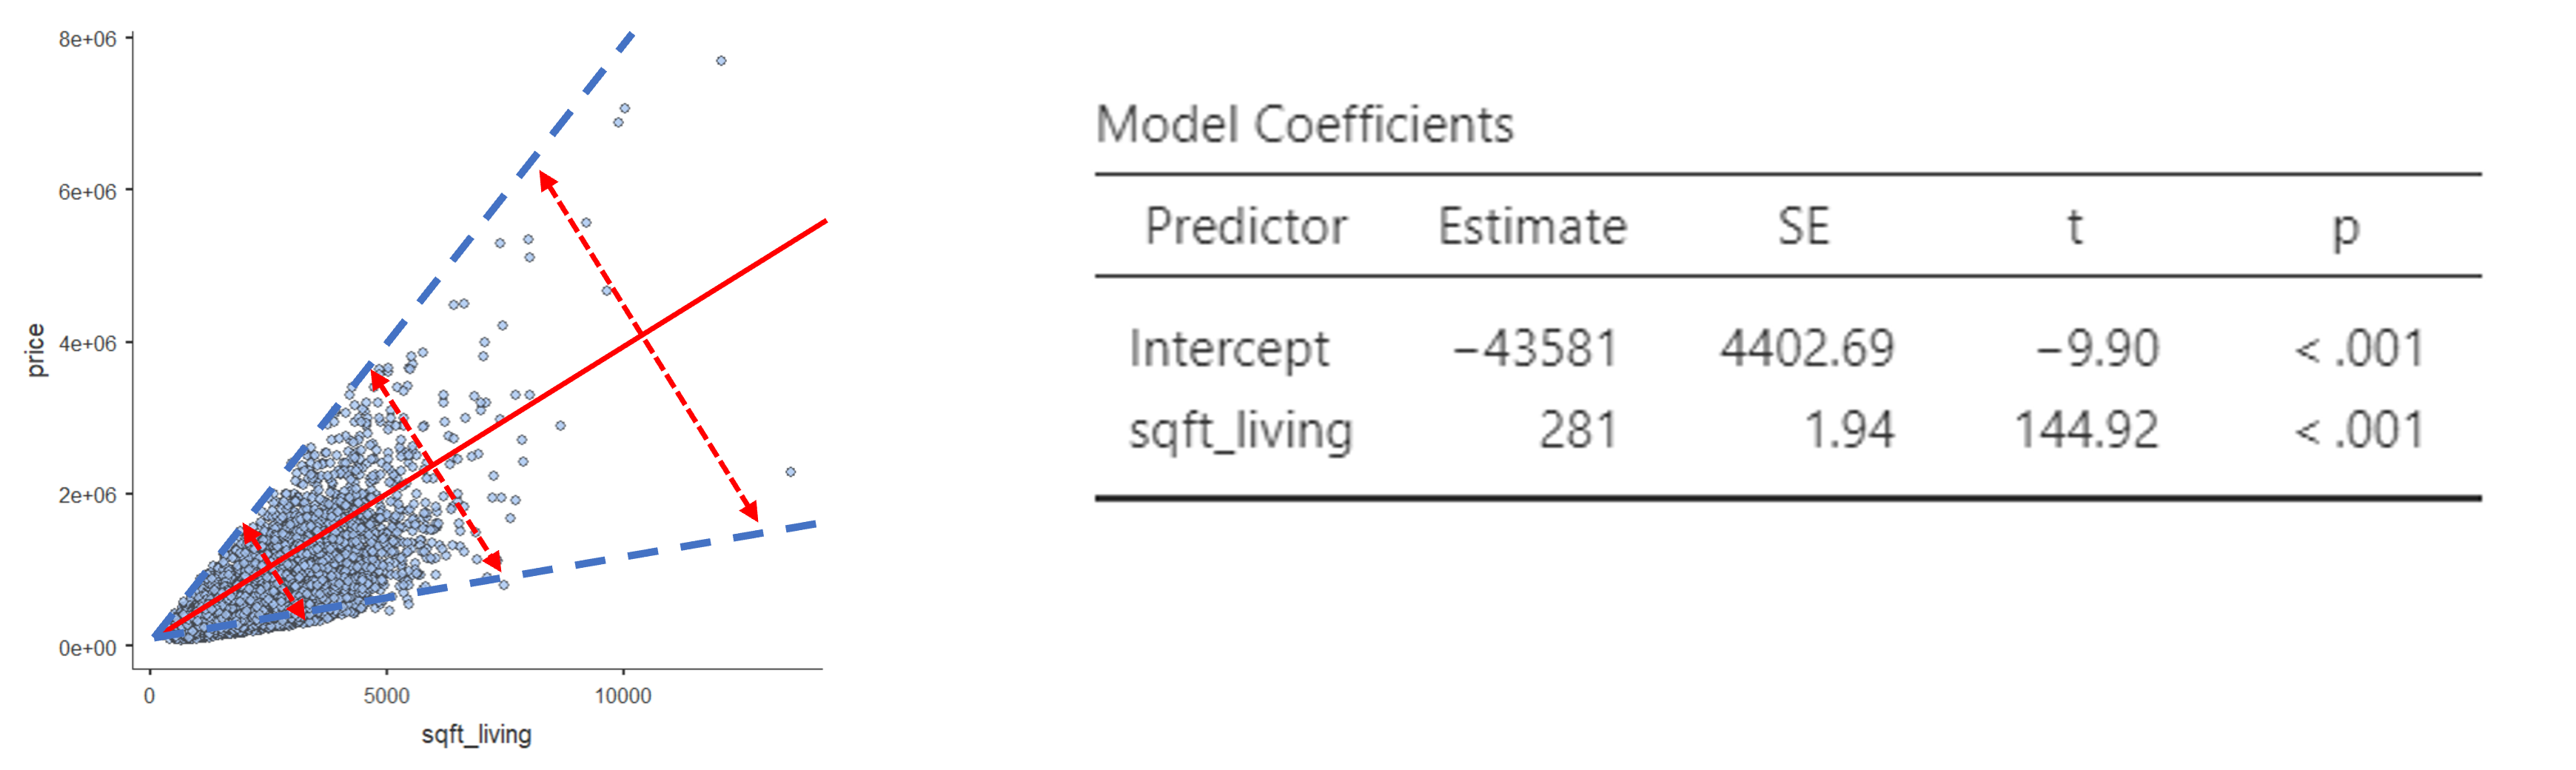 8e+06
6e+06
4e+06
2e+06
0e+00
price
0 5000 10000
sqft_living
Model Coefficients
Predictor Estimate SE t p
Intercept −43581 4402.69 −9.90 < .001
sqft_living 281 1.94 144.92 < .001